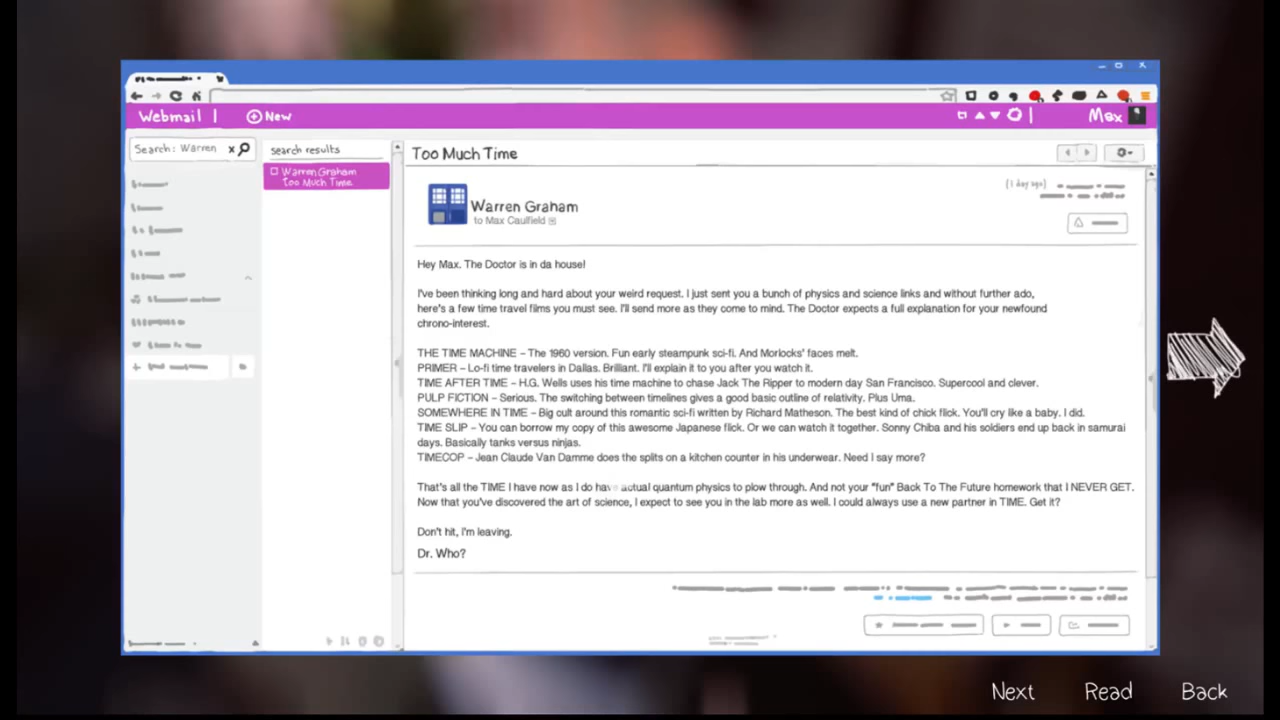 Webmail |
New
Max
Search: Warren x
search results
Warren Graham
Too Much Time
Too Much Time
(1 day ago)
Warren Graham
to Max Caulfield
Hey Max. The Doctor is in da house!
I've been thinking long and hard about your weird request. I just sent you a bunch of physics and science links and without further ado,
here's a few time travel films you must see. I'll send more as they come to mind. The Doctor expects a full explanation for your newfound
chrono-interest.
THE TIME MACHINE – The 1960 version. Fun early steampunk sci-fi. And Morlocks' faces melt.
PRIMER – Lo-fi time travelers in Dallas. Brilliant. I'll explain it to you after you watch it.
TIME AFTER TIME – H.G. Wells uses his time machine to chase Jack The Ripper to modern day San Francisco. Supercool and clever.
PULP FICTION – Serious. The switching between timelines gives a good basic outline of relativity. Plus Uma.
SOMEWHERE IN TIME – Big cult around this romantic sci-fi written by Richard Matheson. The best kind of chick flick. You'll cry like a baby. I did.
TIME SLIP – You can borrow my copy of this awesome Japanese flick. Or we can watch it together. Sonny Chiba and his soldiers end up back in samurai
days. Basically tanks versus ninjas.
TIMECOP – Jean Claude Van Damme does the splits on a kitchen counter in his underwear. Need I say more?
That's all the TIME I have now as I do have actual quantum physics to plow through. And not your "fun" Back To The Future homework that I NEVER GET.
Now that you've discovered the art of science, I expect to see you in the lab more as well. I could always use a new partner in TIME. Get it?
Don't hit, I'm leaving.
Dr. Who?
Next
Read
Back